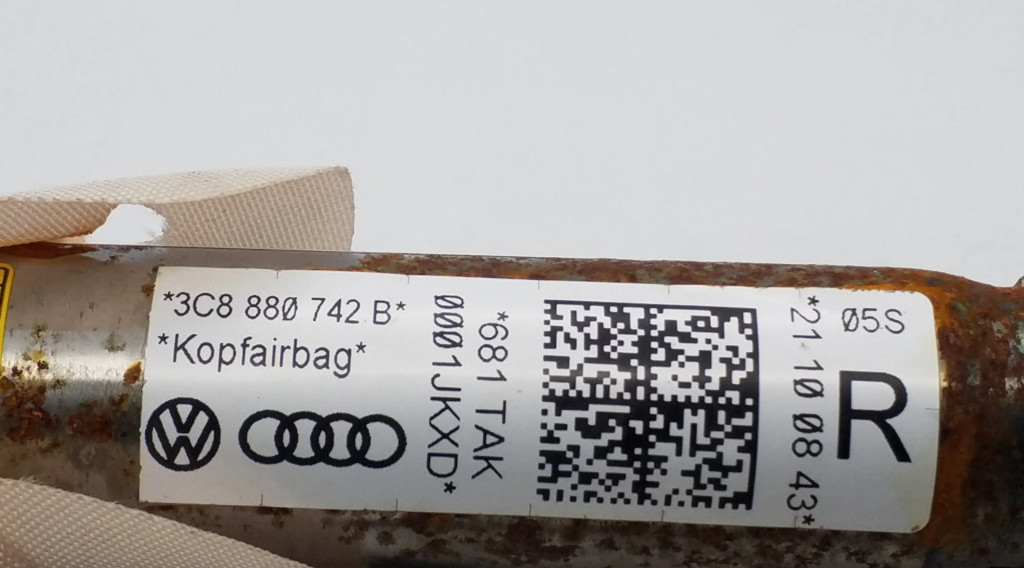 *3C8 880 742 B*
*Kopfairbag*
*681 TAK
0001JKXD*
*21 10 08 43*
05S
R